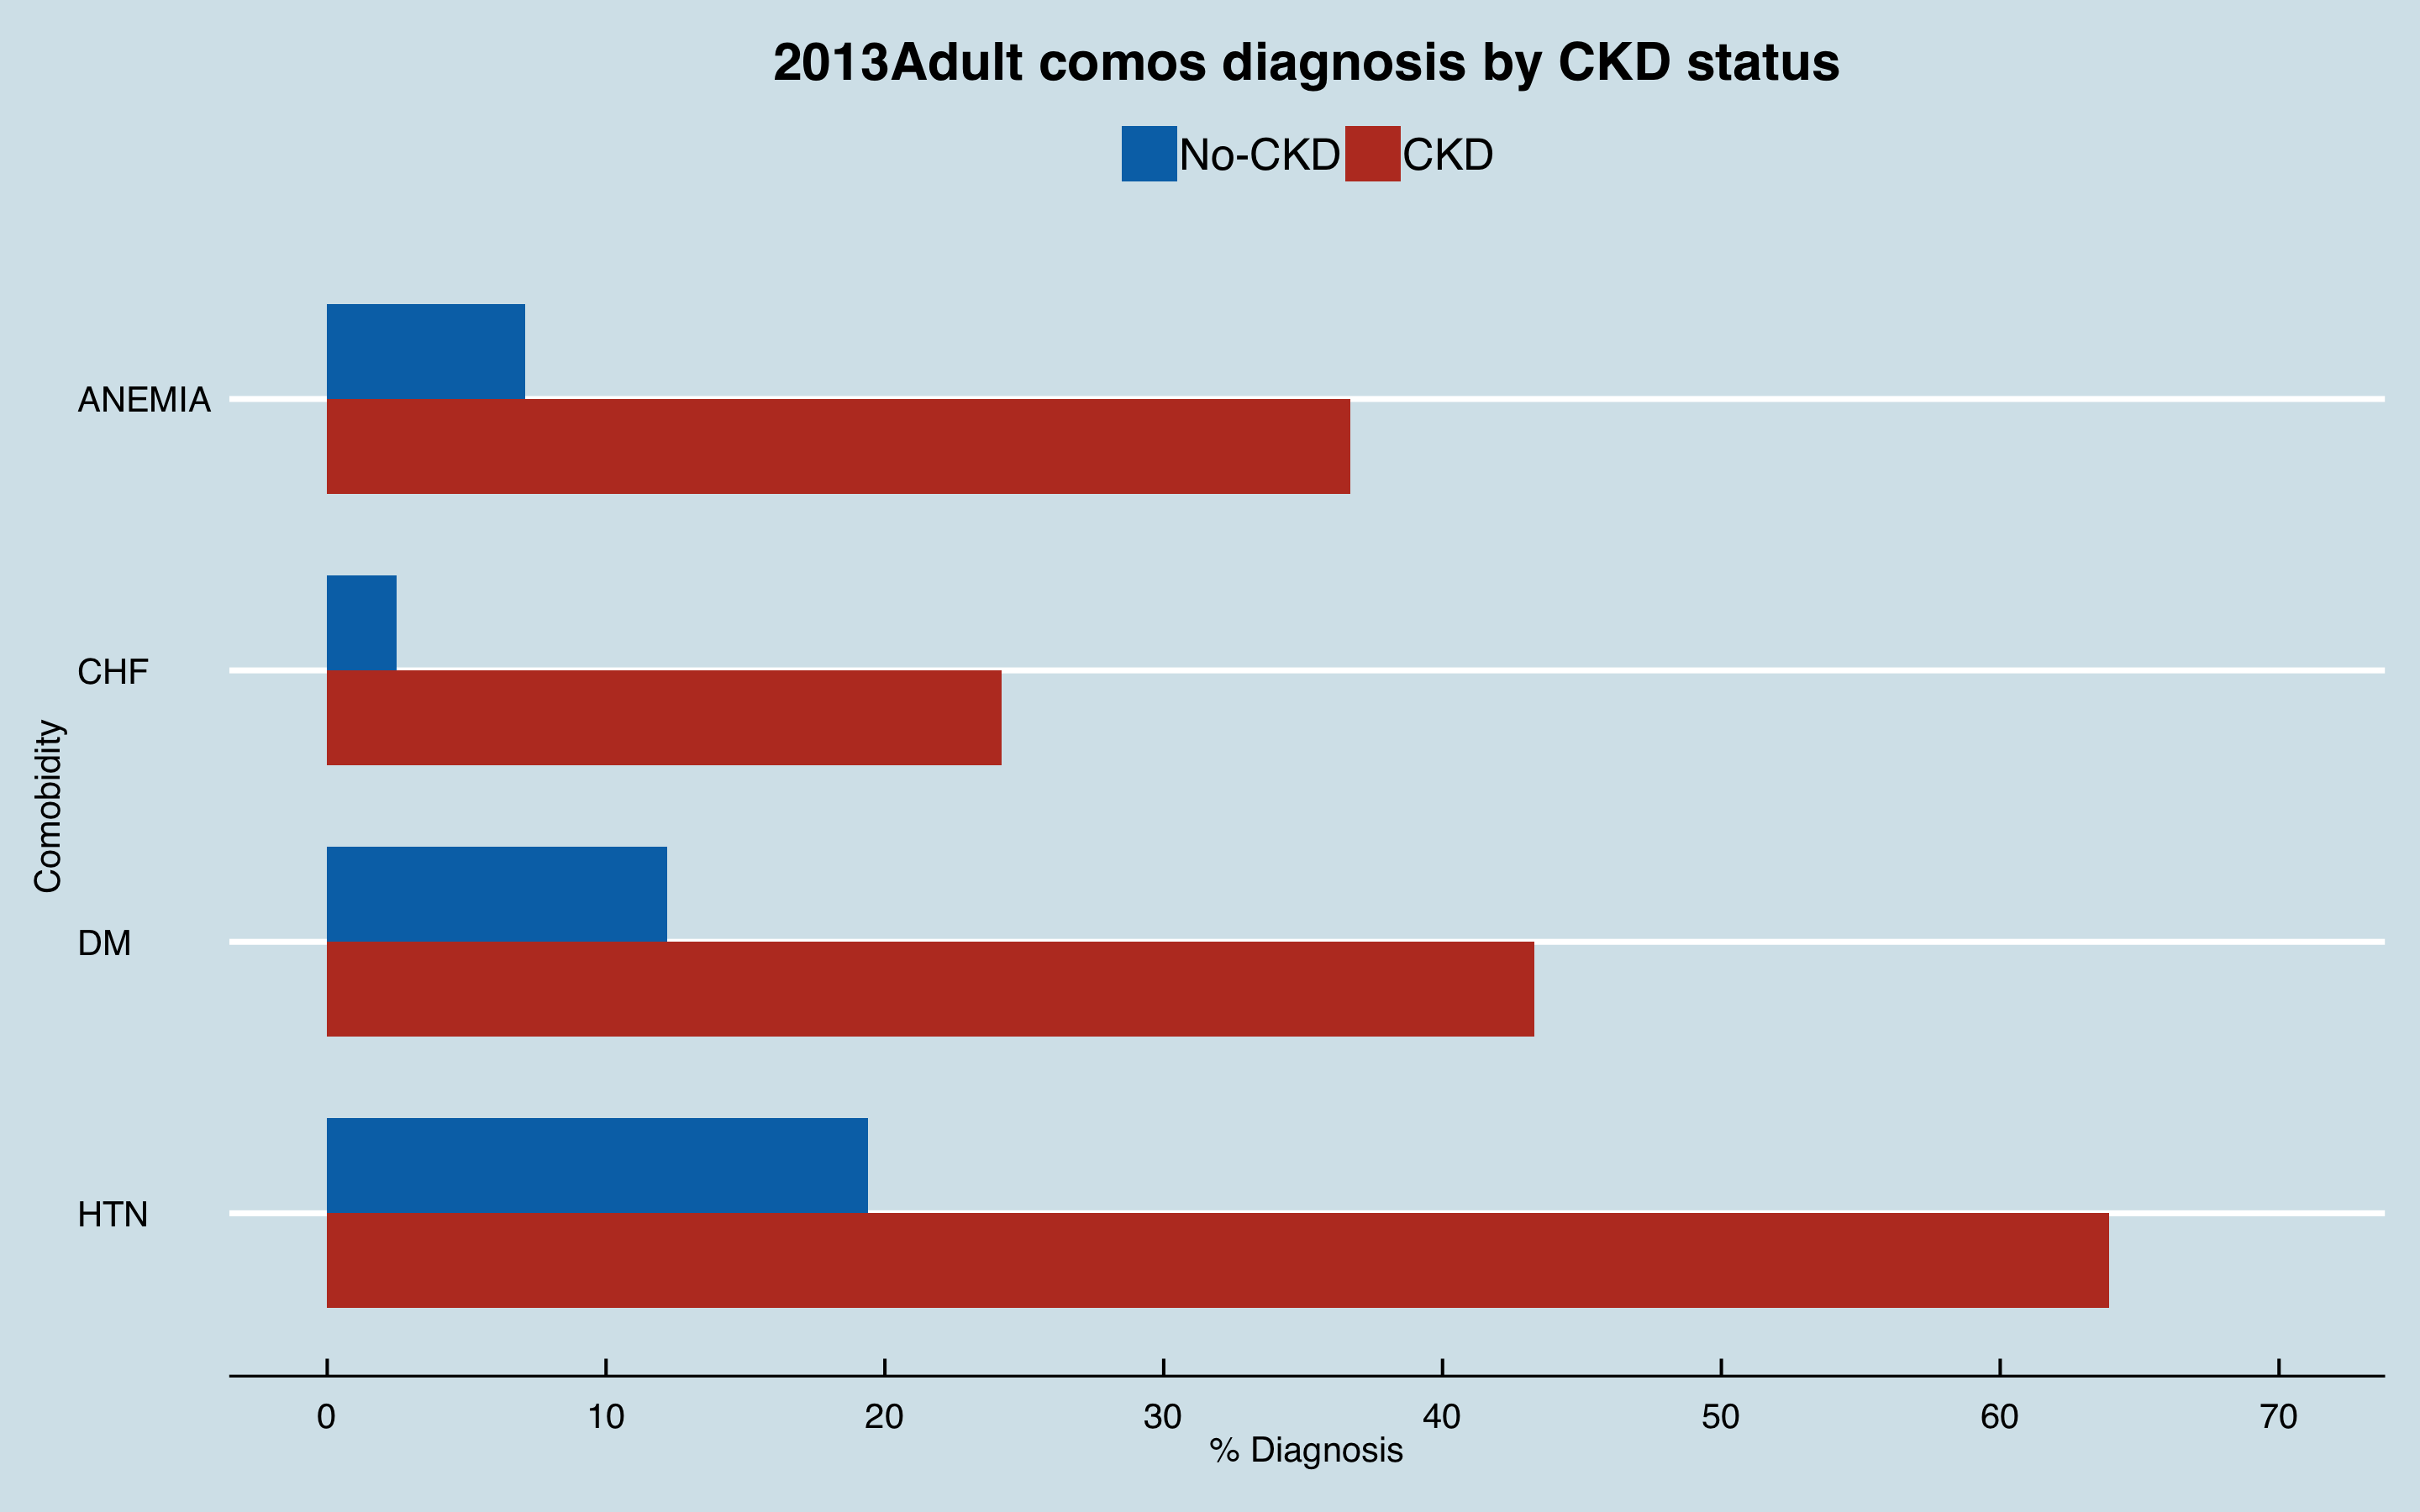 2013Adult comos diagnosis by CKD status
No-CKD CKD
ANEMIA
CHF
DM
HTN
Comobidity
0 10 20 30 40 50 60 70
% Diagnosis